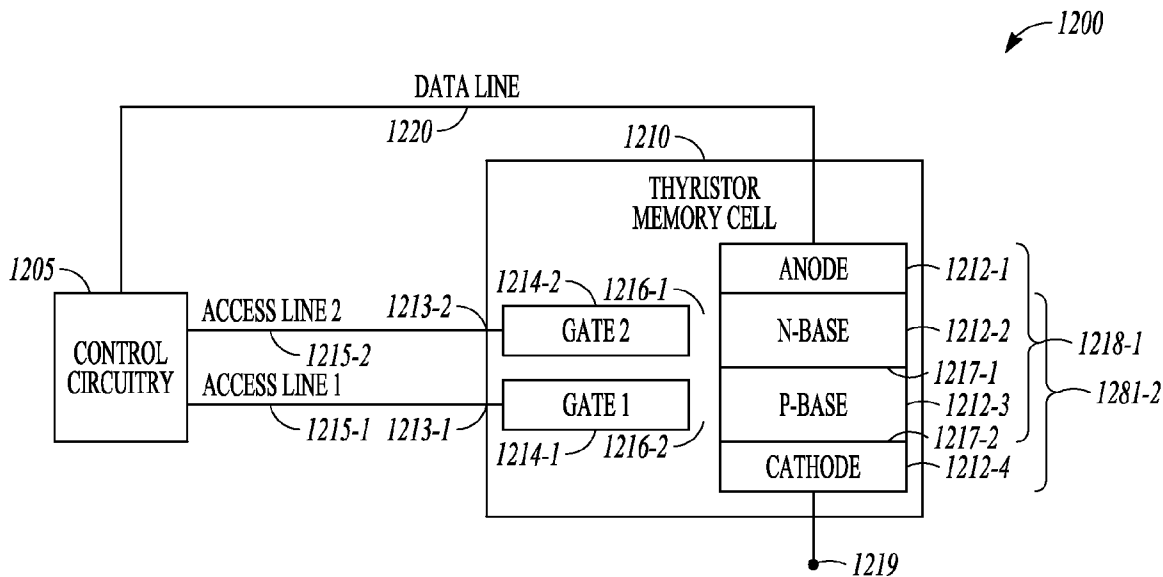 1200
DATA LINE
1220
1210
THYRISTOR
MEMORY CELL
1205
ANODE
1212-1
1214-2
1216-1
ACCESS LINE 2
1213-2
GATE 2
N-BASE
1212-2
CONTROL
CIRCUITRY
1215-2
1218-1
ACCESS LINE 1
1217-1
GATE 1
P-BASE
1212-3
1281-2
1215-1
1213-1
1214-1
1216-2
1217-2
CATHODE
1212-4
1219